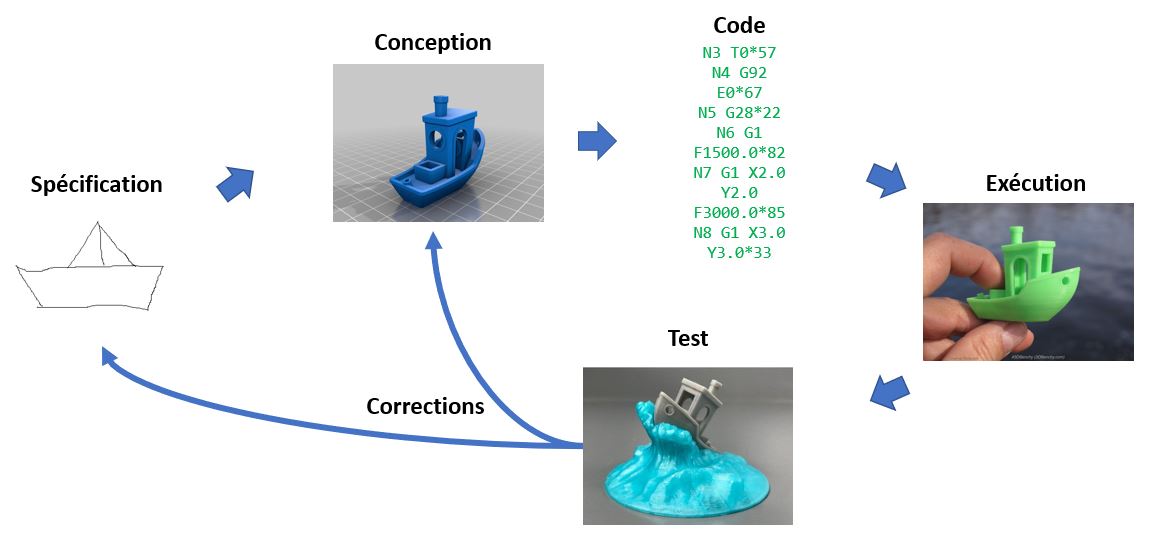 Code
Conception
N3 T0*57
N4 G92
E0*67
N5 G28*22
N6 G1
F1500.0*82
N7 G1 X2.0
Y2.0
F3000.0*85
N8 G1 X3.0
Y3.0*33
Spécification
Exécution
Test
Corrections